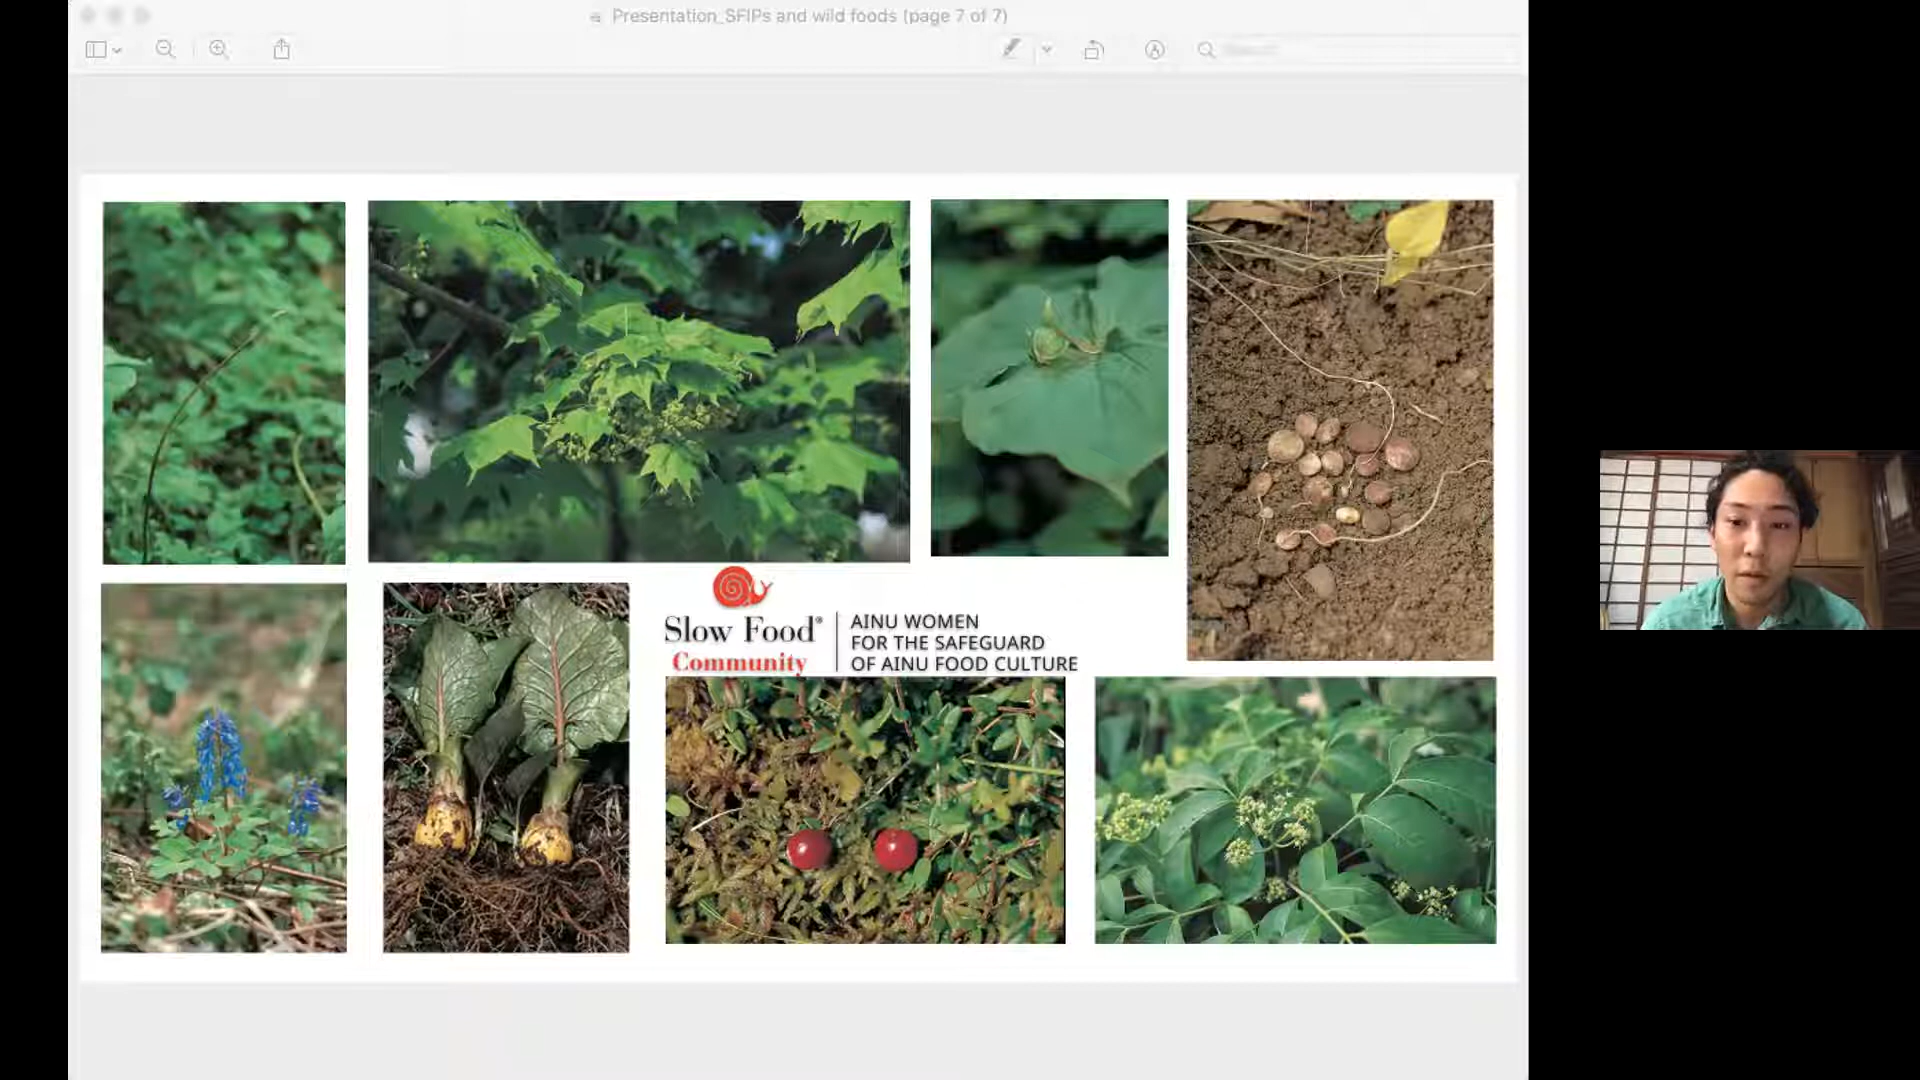 Presentation_SFIPs and wild foods (page 7 of 7)
Search
Slow Food®
Community
AINU WOMEN
FOR THE SAFEGUARD
OF AINU FOOD CULTURE